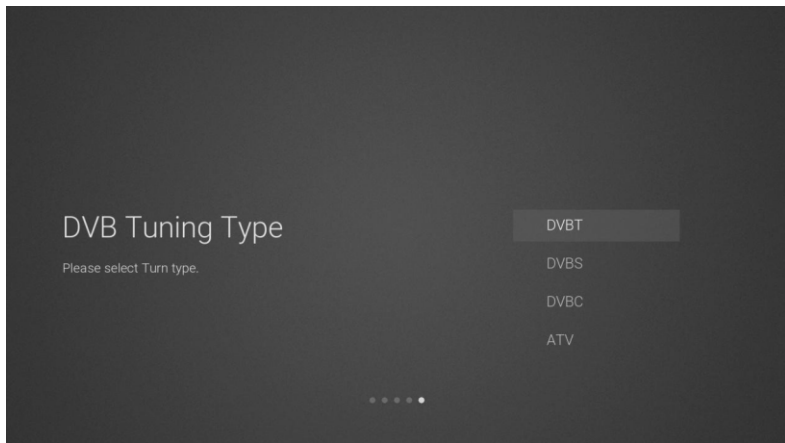 DVB Tuning Type
Please select Turn type.
DVBT
DVBS
DVBC
ATV